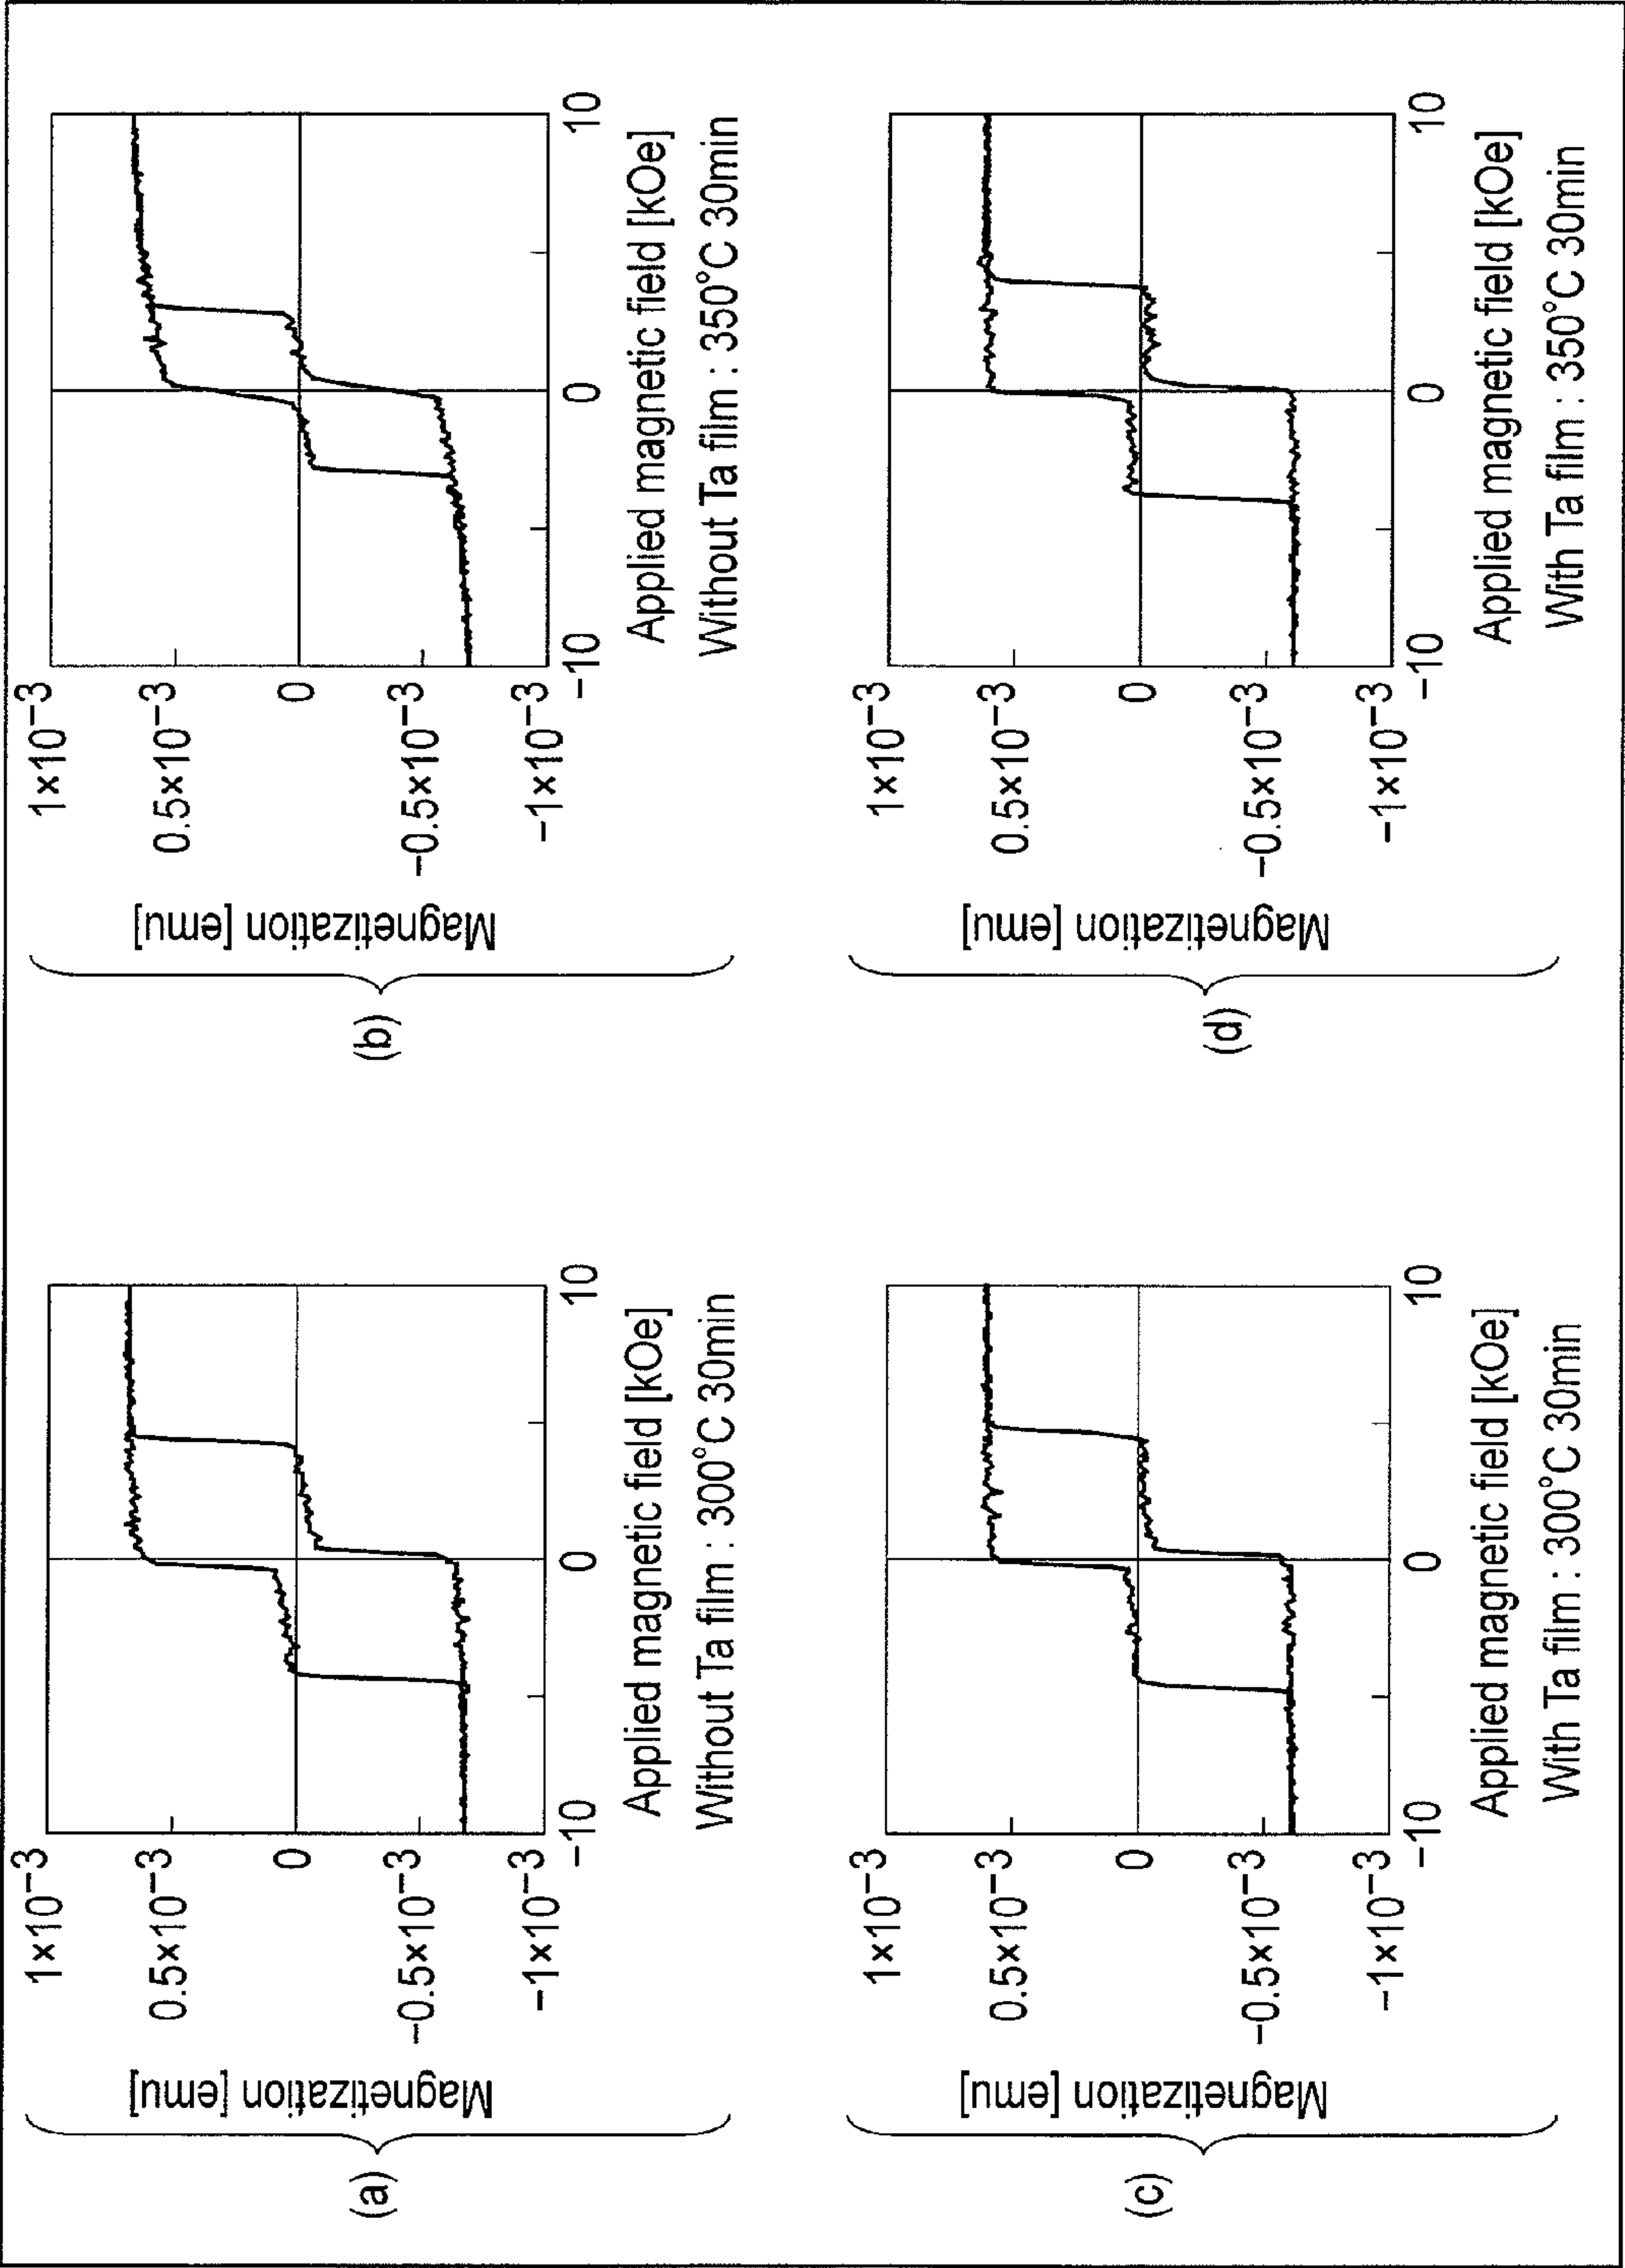 (a)
Magnetization [emu]
1×10−3
0.5×10−3
0
−0.5×10−3
−1×10−3
−10
0
10
Applied magnetic field [kOe]
Without Ta film : 300°C 30min
(b)
Magnetization [emu]
1×10−3
0.5×10−3
0
−0.5×10−3
−1×10−3
−10
0
10
Applied magnetic field [kOe]
Without Ta film : 350°C 30min
(c)
Magnetization [emu]
1×10−3
0.5×10−3
0
−0.5×10−3
−1×10−3
−10
0
10
Applied magnetic field [kOe]
With Ta film : 300°C 30min
(d)
Magnetization [emu]
1×10−3
0.5×10−3
0
−0.5×10−3
−1×10−3
−10
0
10
Applied magnetic field [kOe]
With Ta film : 350°C 30min